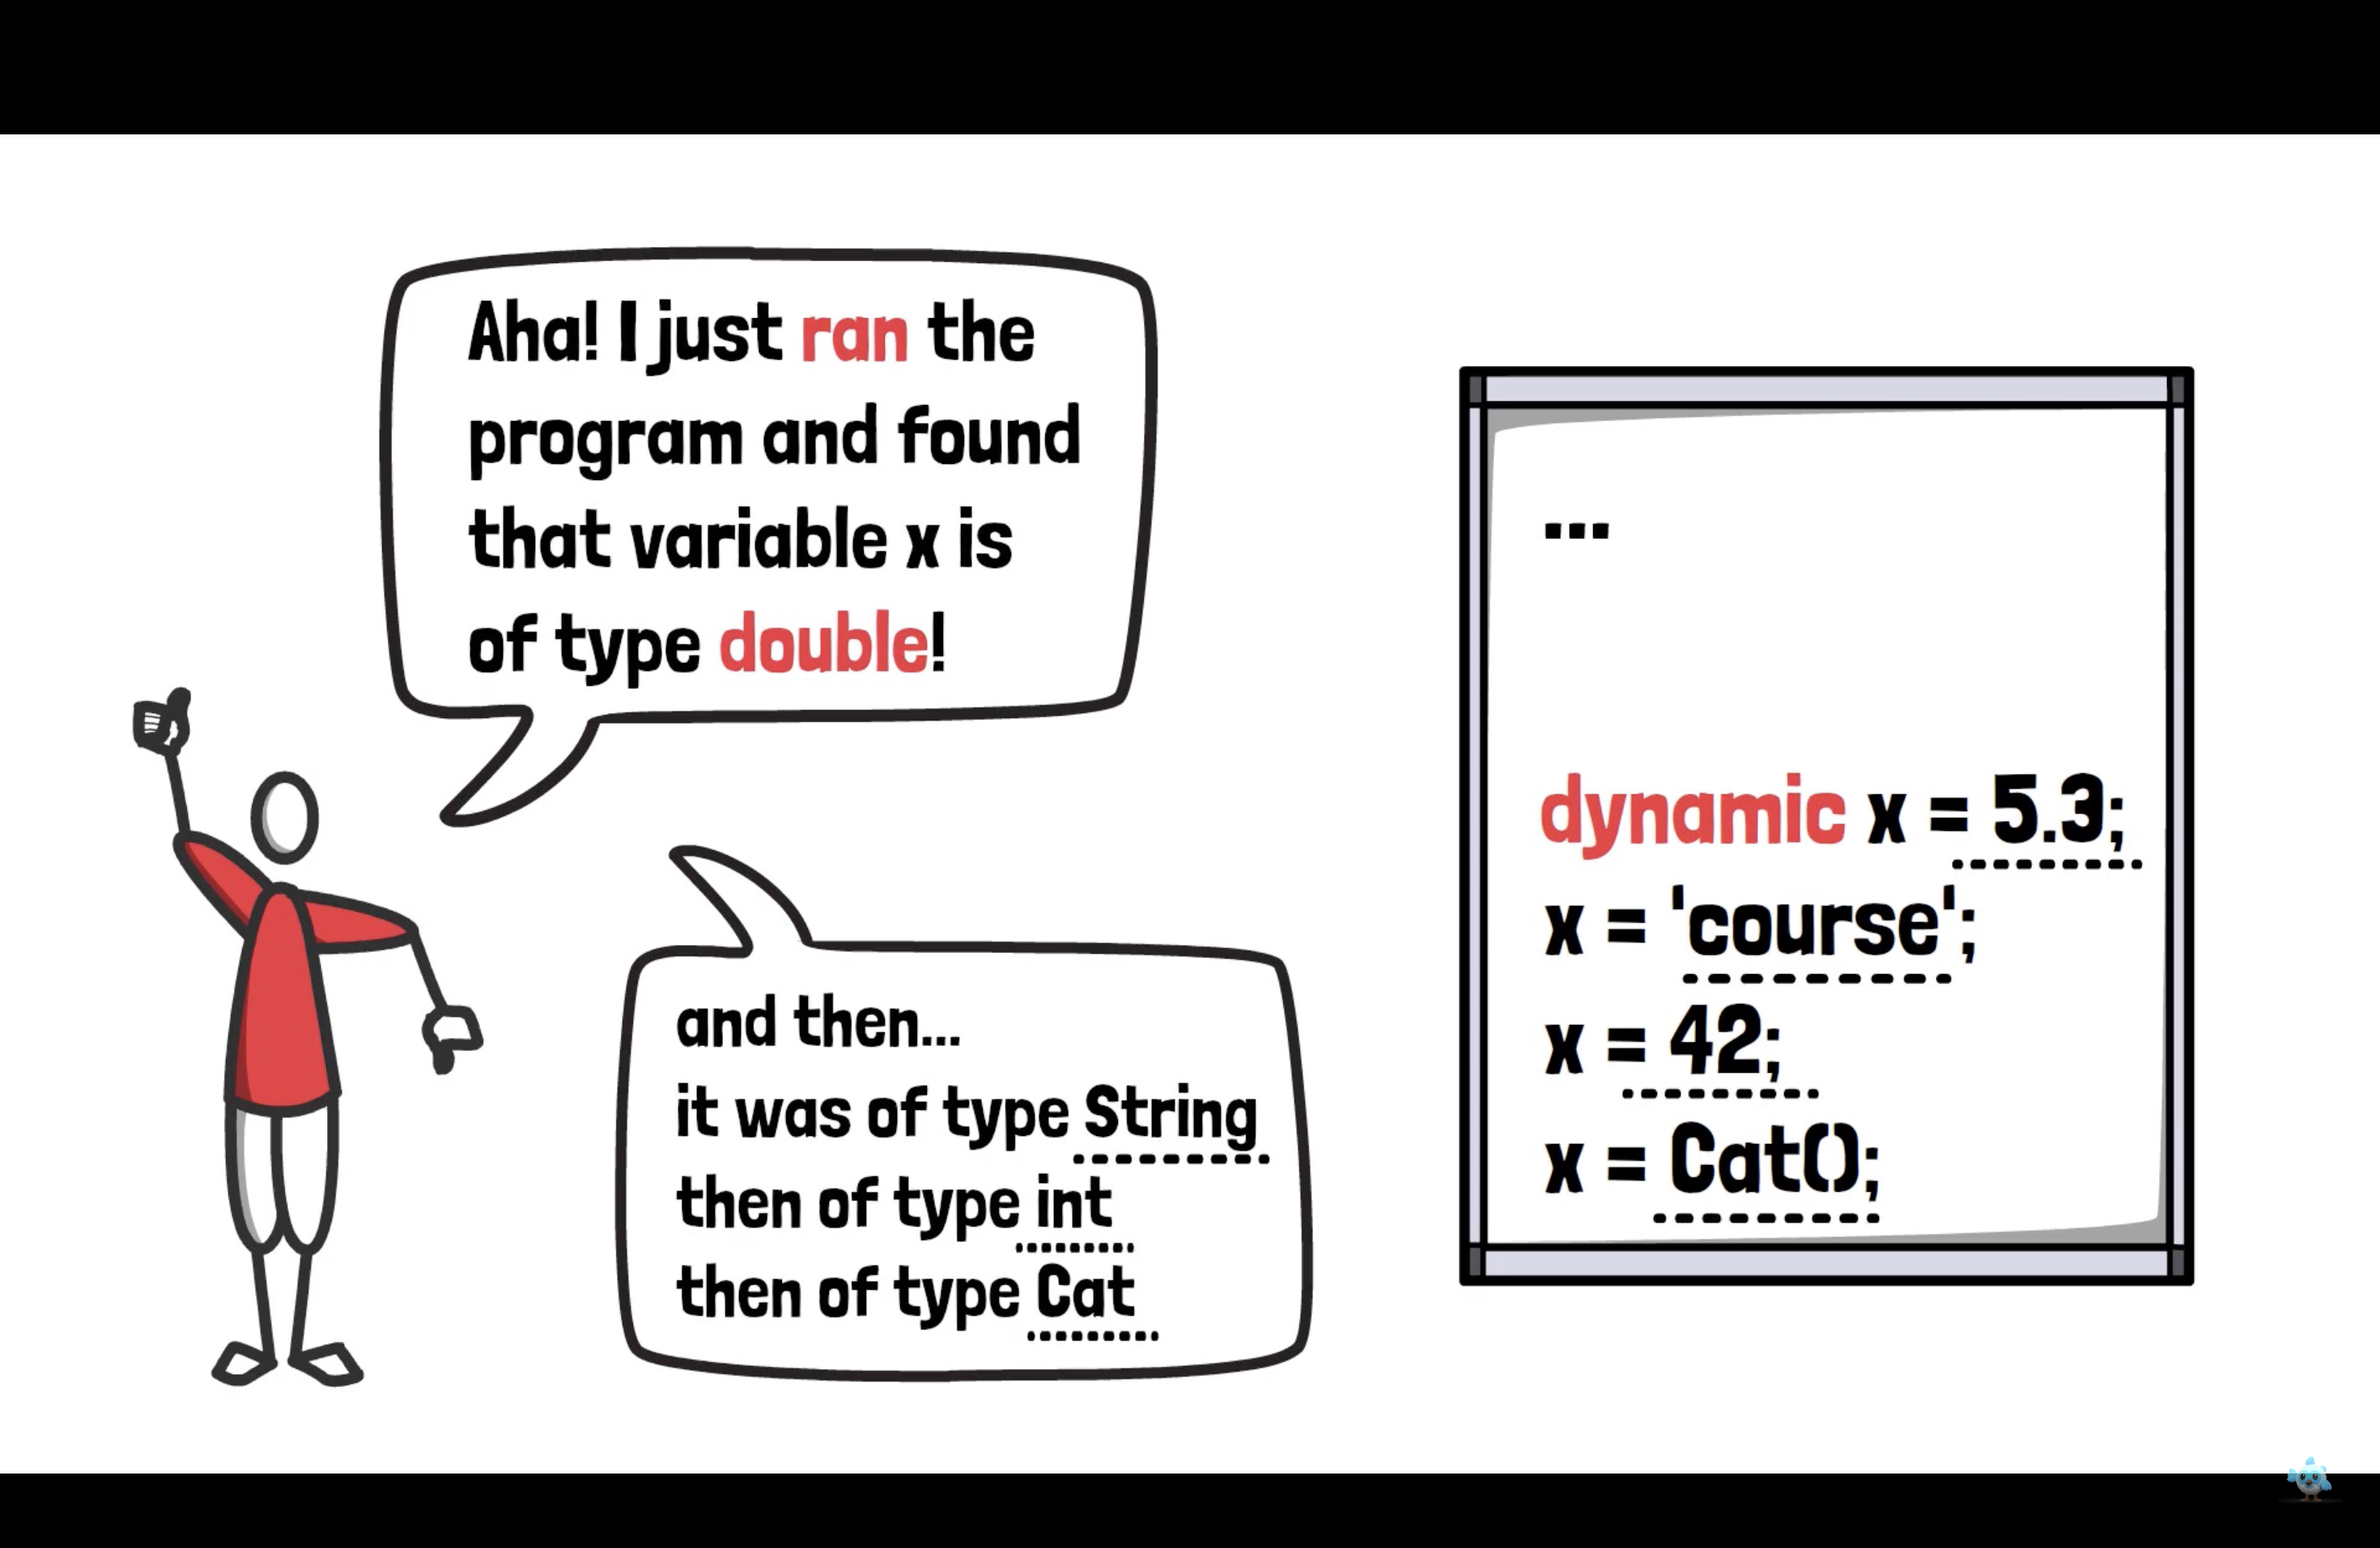 Aha! I just ran the
program and found
that variable x is
of type double!
and then...
it was of type String
then of type int
then of type Cat
...
dynamic x = 5.3;
x = 'course';
x = 42;
x = Cat();